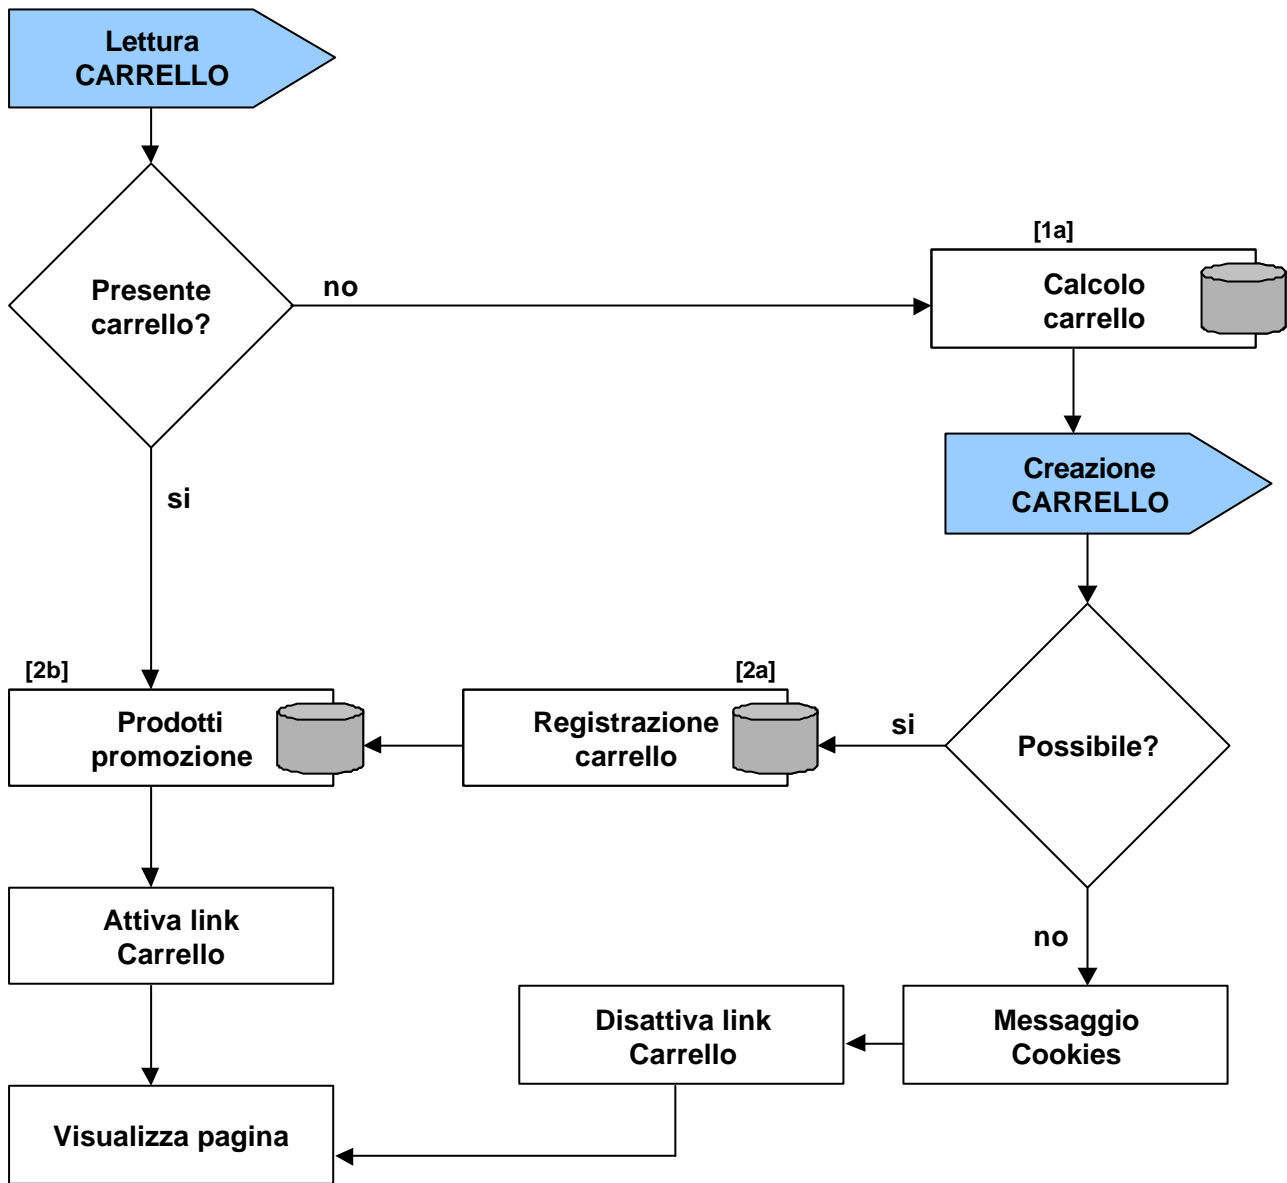 Lettura
CARRELLO
Presente
carrello?
no
si
[1a]
Calcolo
carrello
Creazione
CARRELLO
Possibile?
si
no
[2a]
Registrazione
carrello
[2b]
Prodotti
promozione
Attiva link
Carrello
Messaggio
Cookies
Disattiva link
Carrello
Visualizza pagina